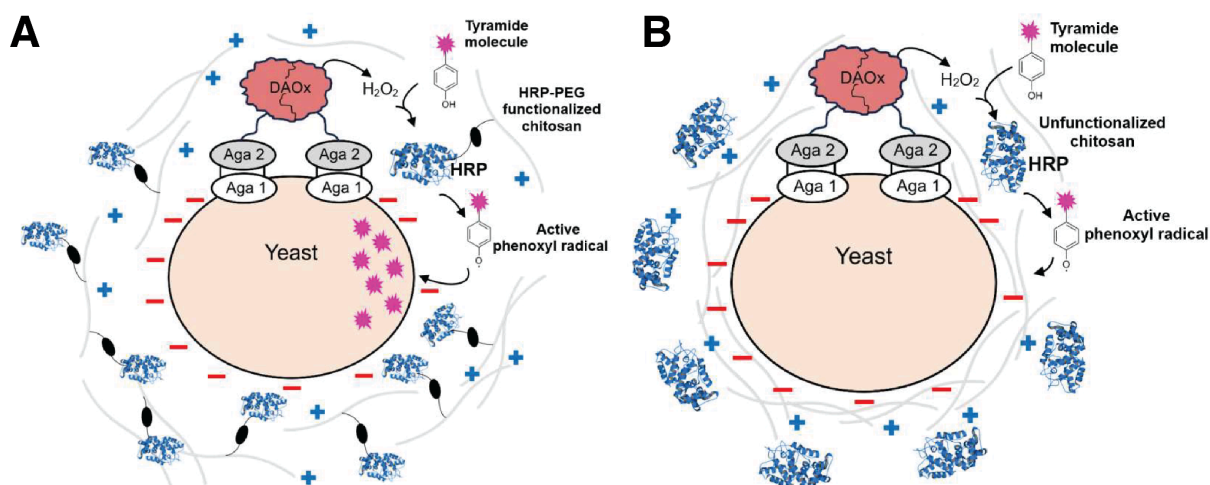 A
Tyramide
molecule
DAOx
H₂O₂
OH
HRP-PEG
functionalized
chitosan
Aga 2
Aga 2
HRP
Aga 1
Aga 1
Yeast
Active
phenoxyl radical
O
B
Tyramide
molecule
DAOx
H₂O₂
OH
Unfunctionalized
chitosan
Aga 2
Aga 2
HRP
Aga 1
Aga 1
Yeast
Active
phenoxyl radical
O